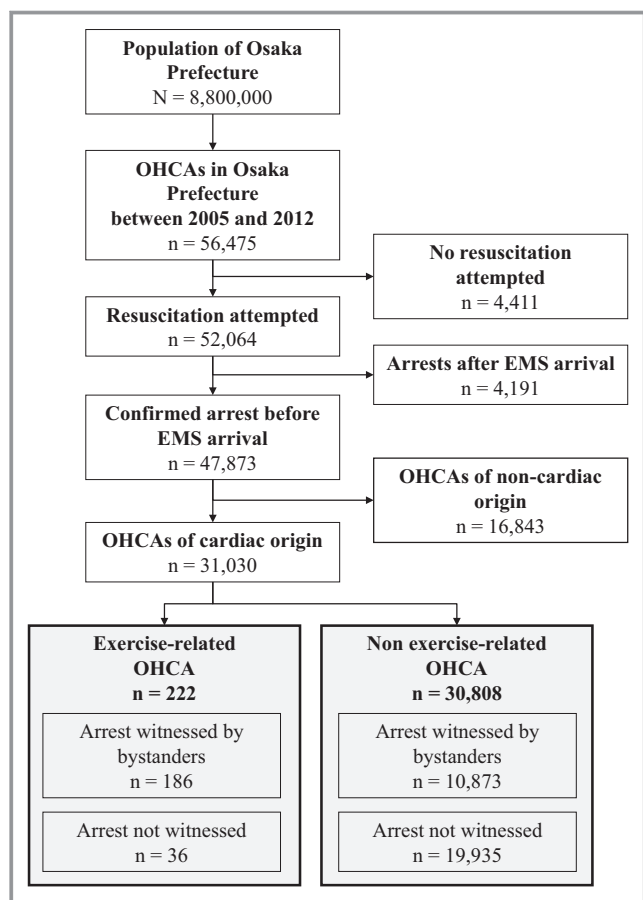 Population of Osaka
Prefecture
N = 8,800,000
OHCAs in Osaka
Prefecture
between 2005 and 2012
n = 56,475
No resuscitation
attempted
n = 4,411
Resuscitation attempted
n = 52,064
Arrests after EMS arrival
n = 4,191
Confirmed arrest before
EMS arrival
n = 47,873
OHCAs of non-cardiac
origin
n = 16,843
OHCAs of cardiac origin
n = 31,030
Exercise-related
OHCA
n = 222
Arrest witnessed by
bystanders
n = 186
Arrest not witnessed
n = 36
Non exercise-related
OHCA
n = 30,808
Arrest witnessed by
bystanders
n = 10,873
Arrest not witnessed
n = 19,935